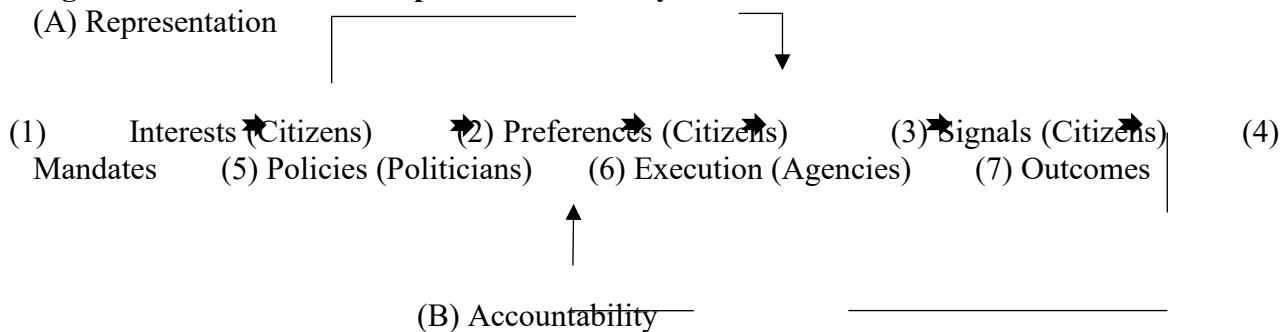 (A) Representation
(1) Interests (Citizens) (2) Preferences (Citizens) (3) Signals (Citizens) (4)
Mandates (5) Policies (Politicians) (6) Execution (Agencies) (7) Outcomes
(B) Accountability